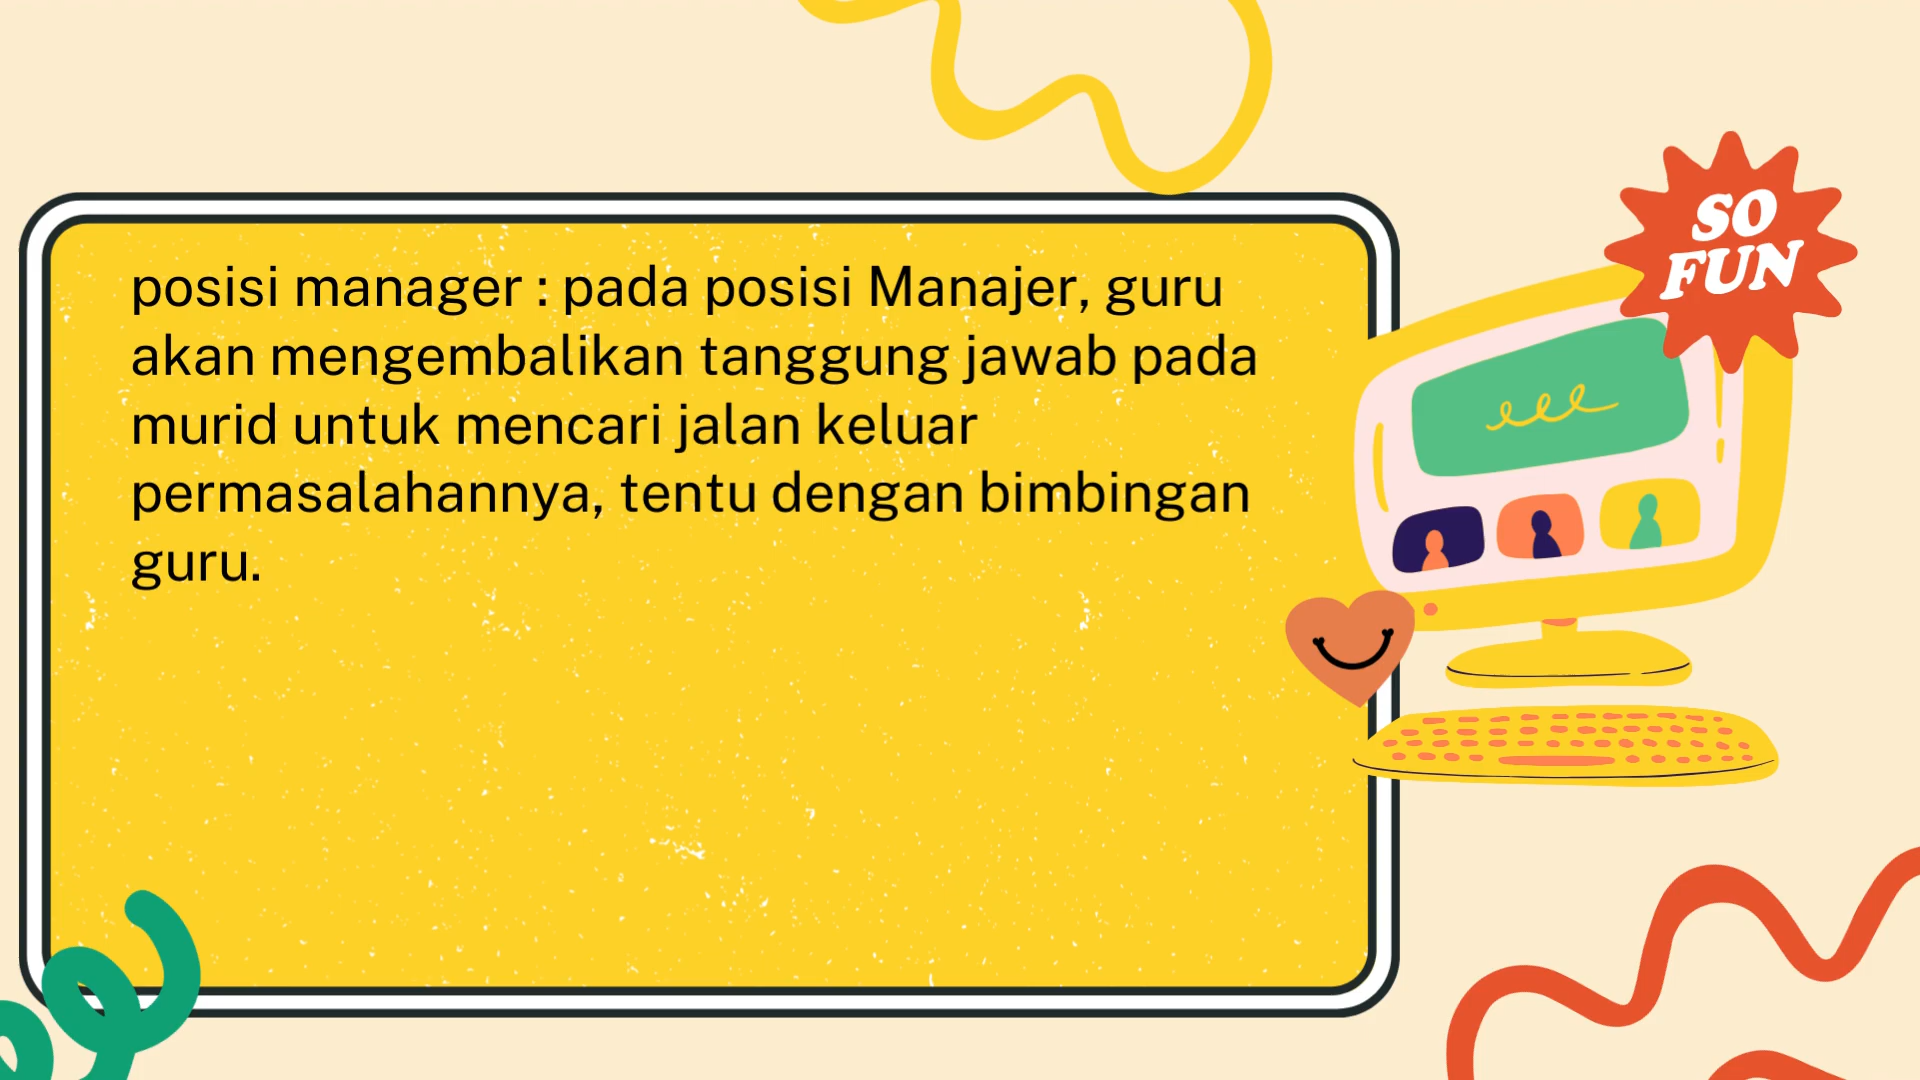 posisi manager : pada posisi Manajer, guru
akan mengembalikan tanggung jawab pada
murid untuk mencari jalan keluar
permasalahannya, tentu dengan bimbingan
guru.
SO
FUN